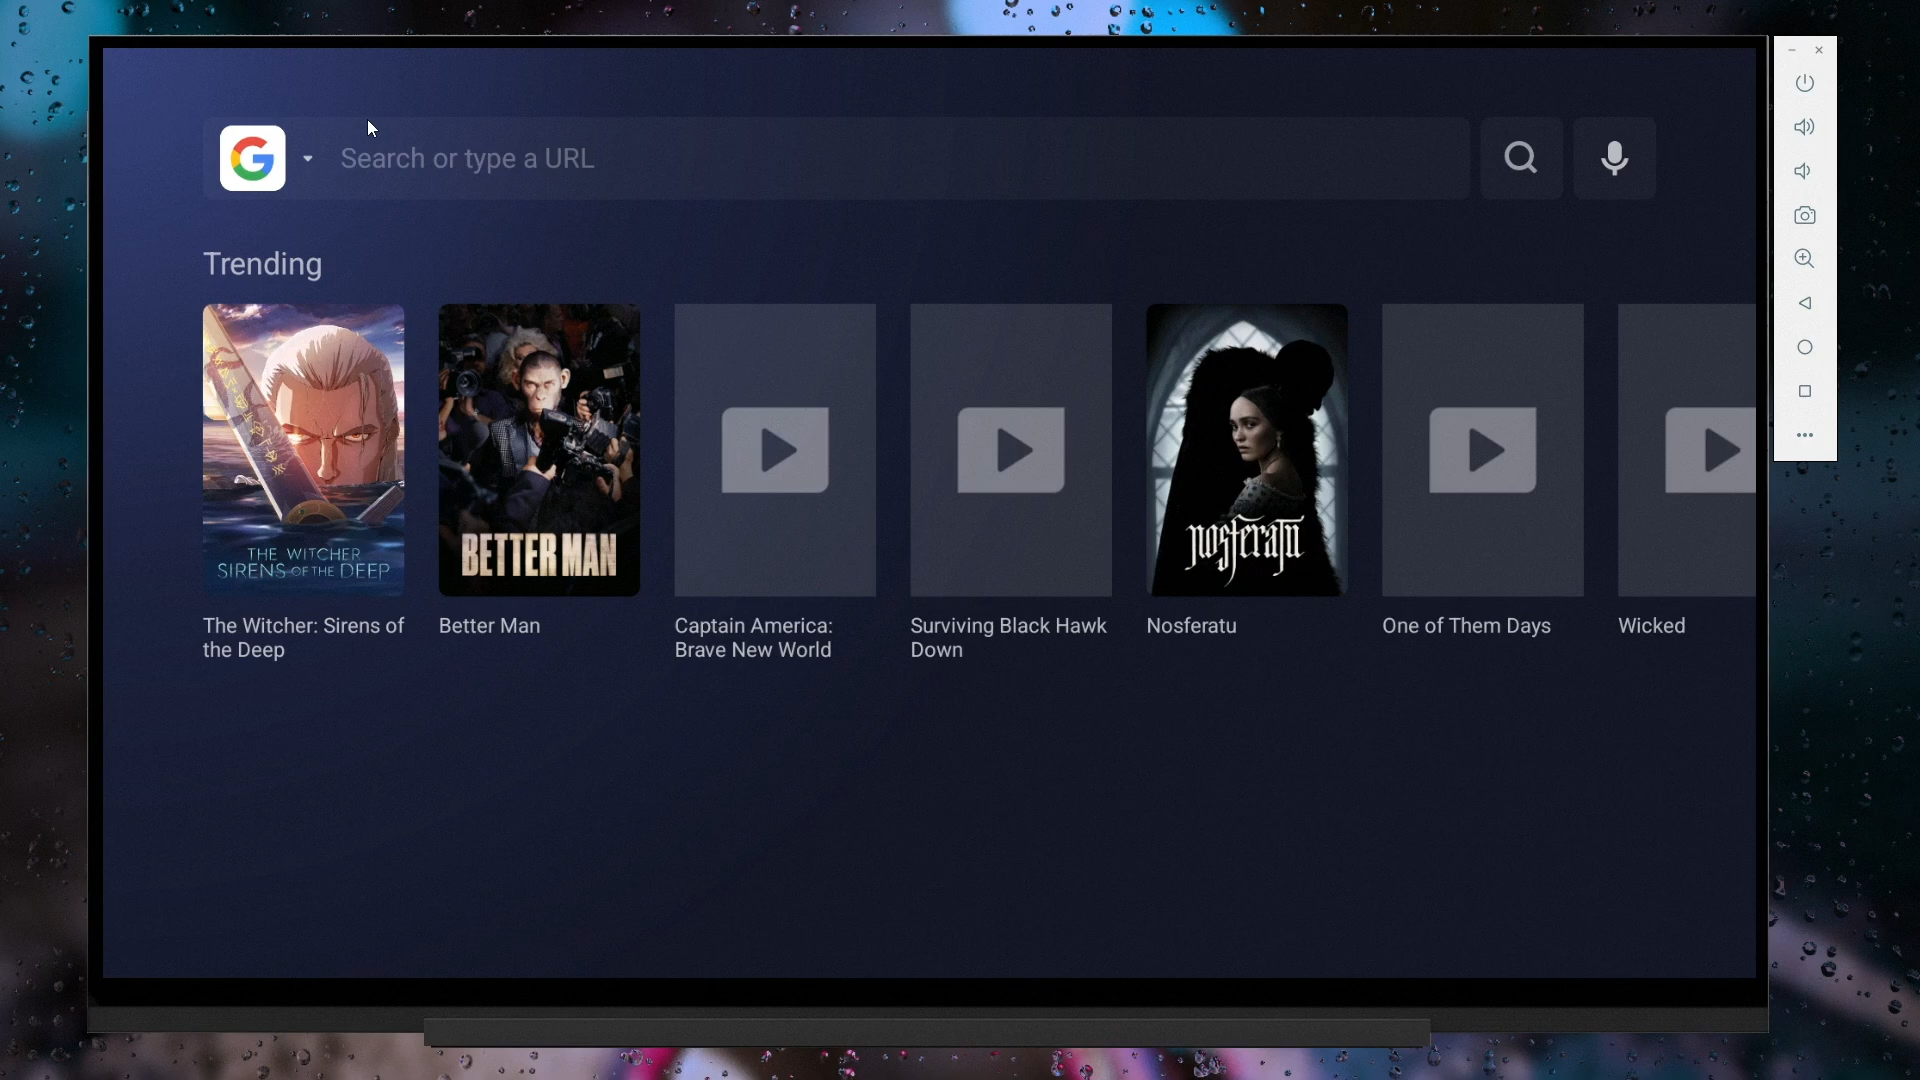 Search or type a URL
Trending
THE WITCHER
SIRENS OF THE DEEP
BETTER MAN
nosferatu
The Witcher: Sirens of
the Deep
Better Man
Captain America:
Brave New World
Surviving Black Hawk
Down
Nosferatu
One of Them Days
Wicked